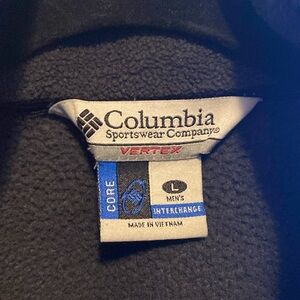 Columbia
Sportswear Company®
VERTEX
CORE
L
MEN'S
INTERCHANGE
MADE IN VIETNAM